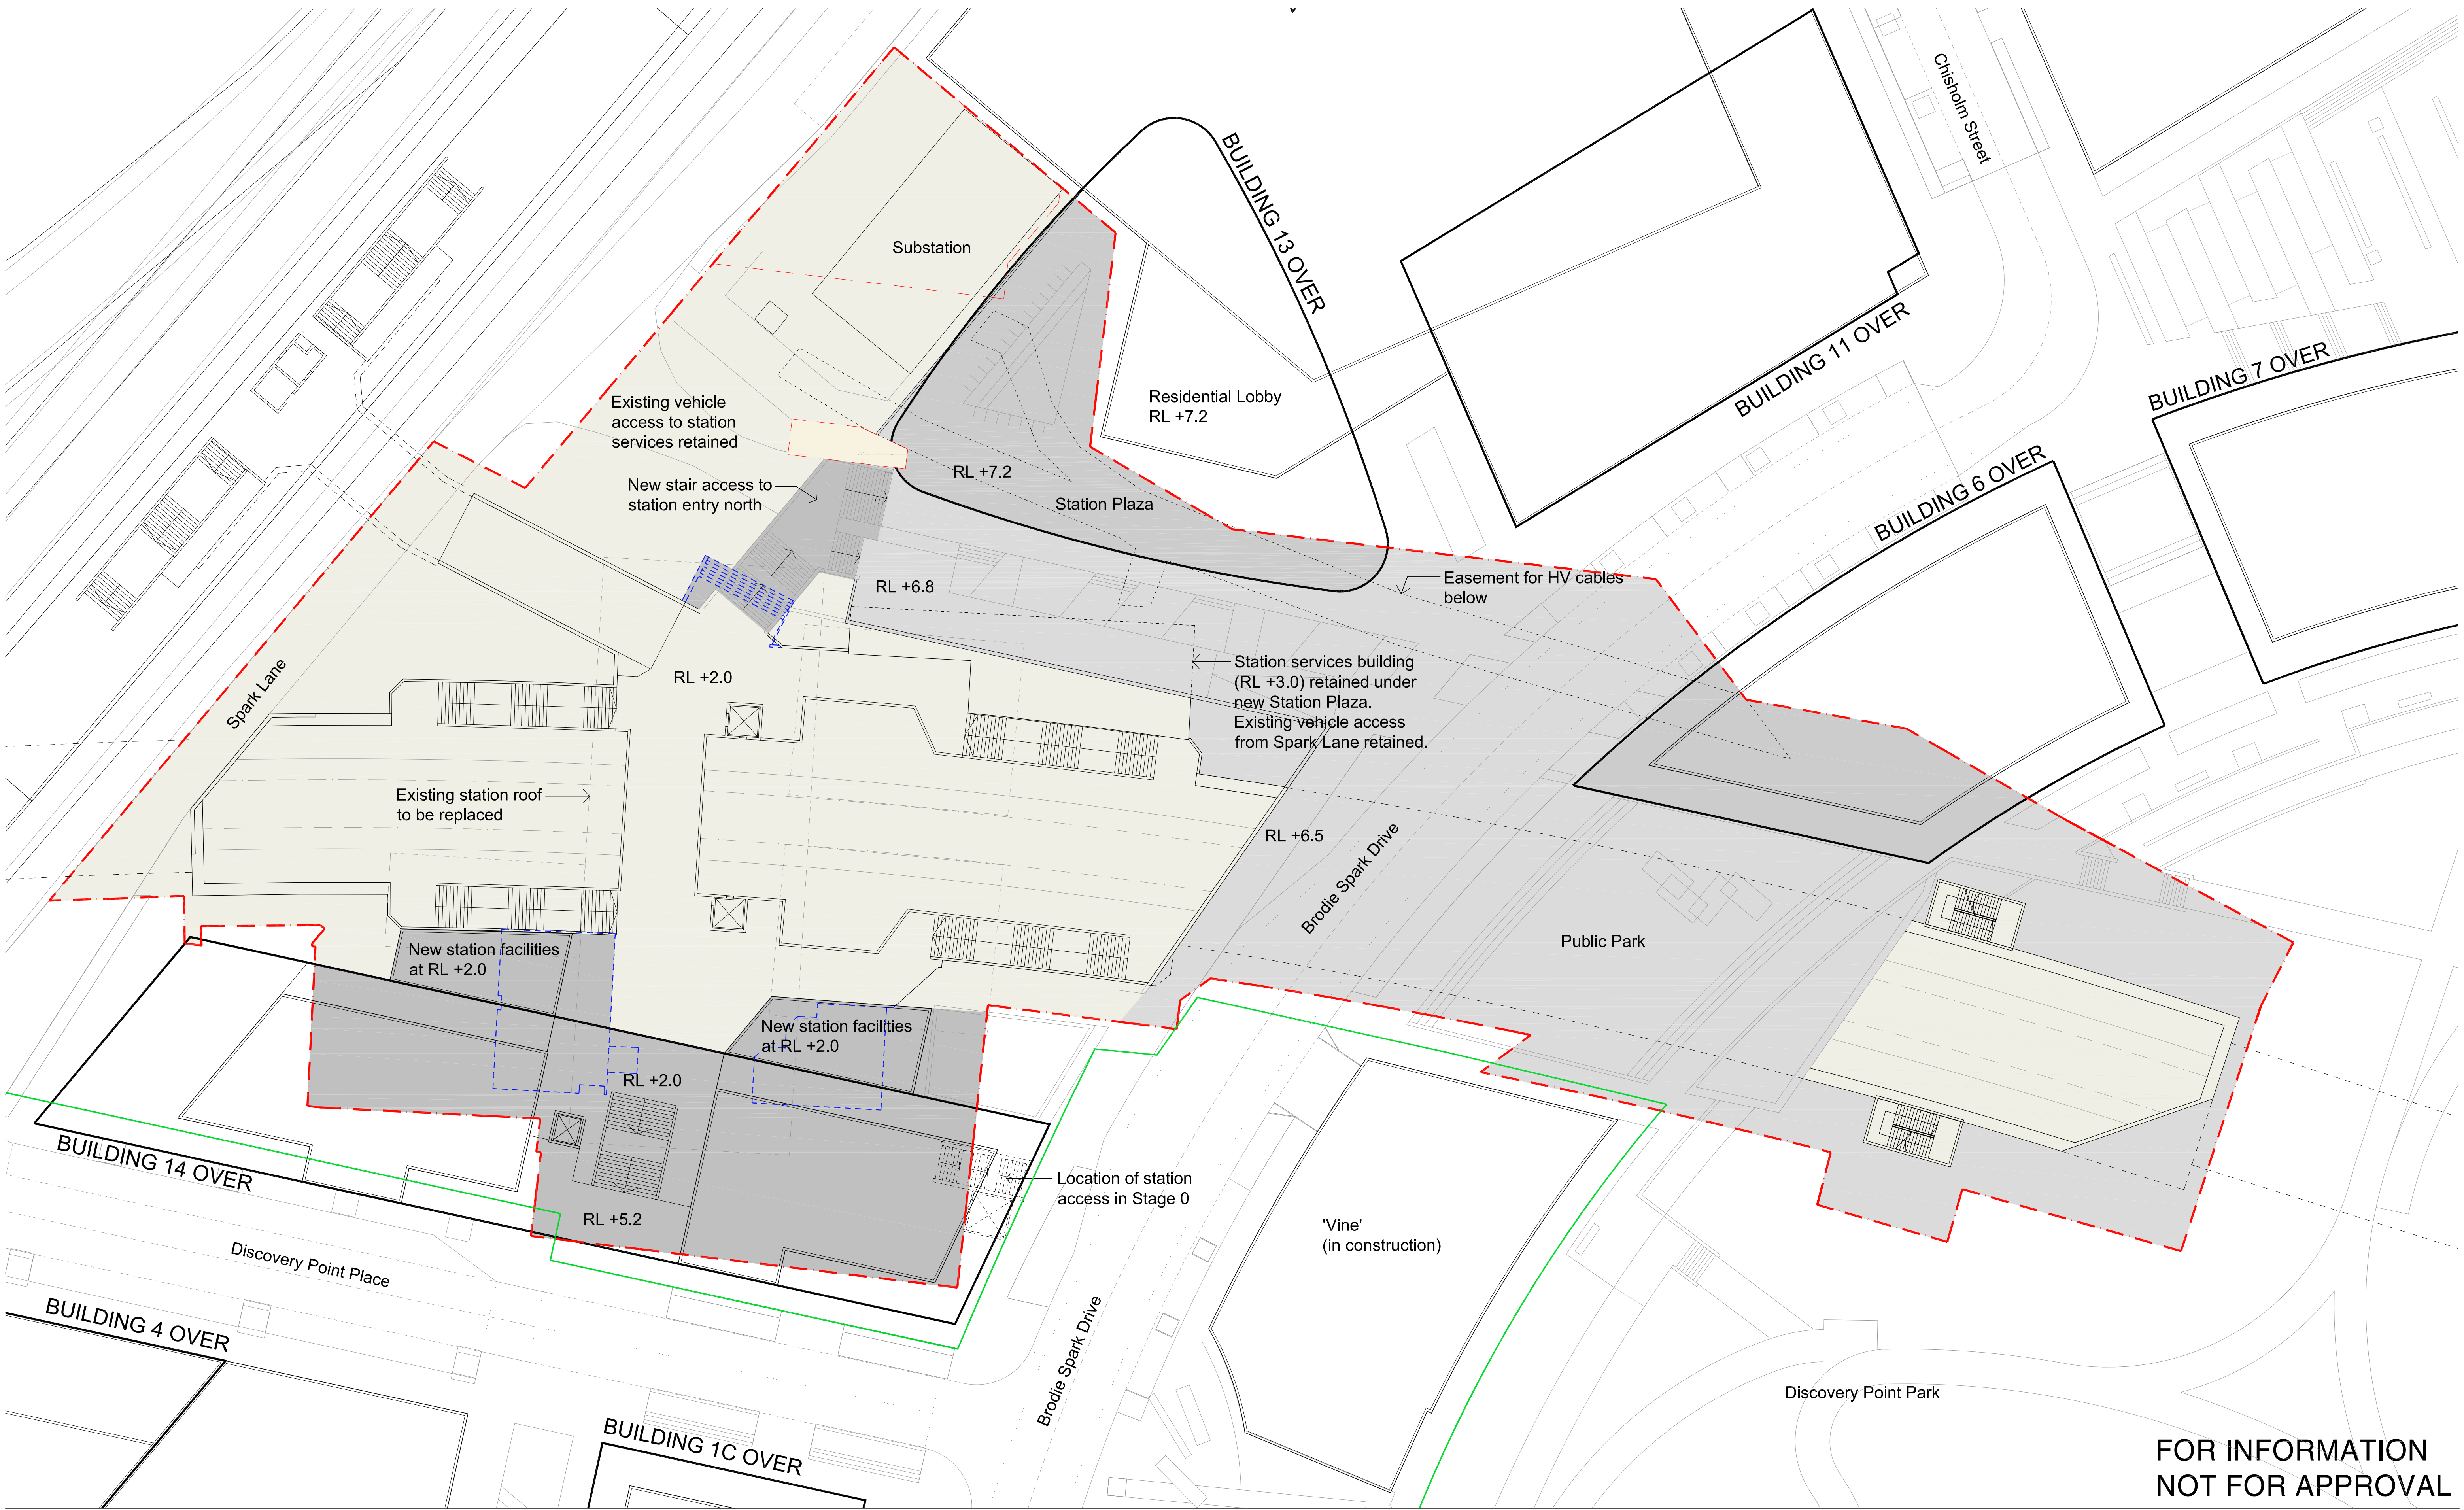 Chisholm Street
BUILDING 13 OVER
Substation
BUILDING 11 OVER
BUILDING 7 OVER
Residential Lobby
RL +7.2
Existing vehicle
access to station
services retained
RL +7.2
Station Plaza
New stair access to
station entry north
BUILDING 6 OVER
RL +6.8
Easement for HV cables
below
RL +2.0
Station services building
(RL +3.0) retained under
new Station Plaza.
Existing vehicle access
from Spark Lane retained.
Spark Lane
Existing station roof
to be replaced
RL +6.5
Brodie Spark Drive
Public Park
New station facilities
at RL +2.0
New station facilities
at RL +2.0
RL +2.0
BUILDING 14 OVER
Location of station
access in Stage 0
RL +5.2
'Vine'
(in construction)
Discovery Point Place
BUILDING 4 OVER
Brodie Spark Drive
Discovery Point Park
BUILDING 1C OVER
FOR INFORMATION
NOT FOR APPROVAL